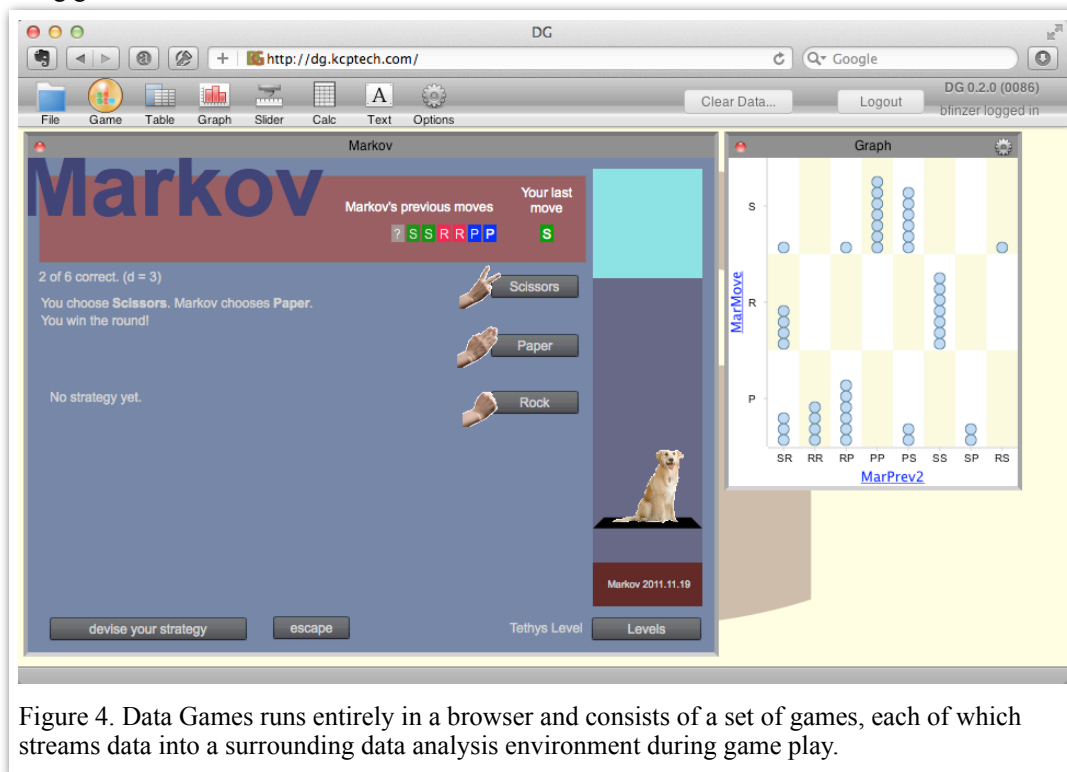 DG
http://dg.kcptech.com/
Google
File Game Table Graph Slider Calc Text Options
A
Clear Data...
Logout
DG 0.2.0 (0086)
bfinzer logged in
Markov
Markov
Markov's previous moves
Your last
move
? S S R R P P
S
2 of 6 correct. (d = 3)
You choose Scissors. Markov chooses Paper.
You win the round!
No strategy yet.
Scissors
Paper
Rock
Markov 2011.11.19
devise your strategy
escape
Tethys Level
Levels
Graph
MarMove
S
R
P
SR RR RP PP PS SS SP RS
MarPrev2
Figure 4. Data Games runs entirely in a browser and consists of a set of games, each of which
streams data into a surrounding data analysis environment during game play.